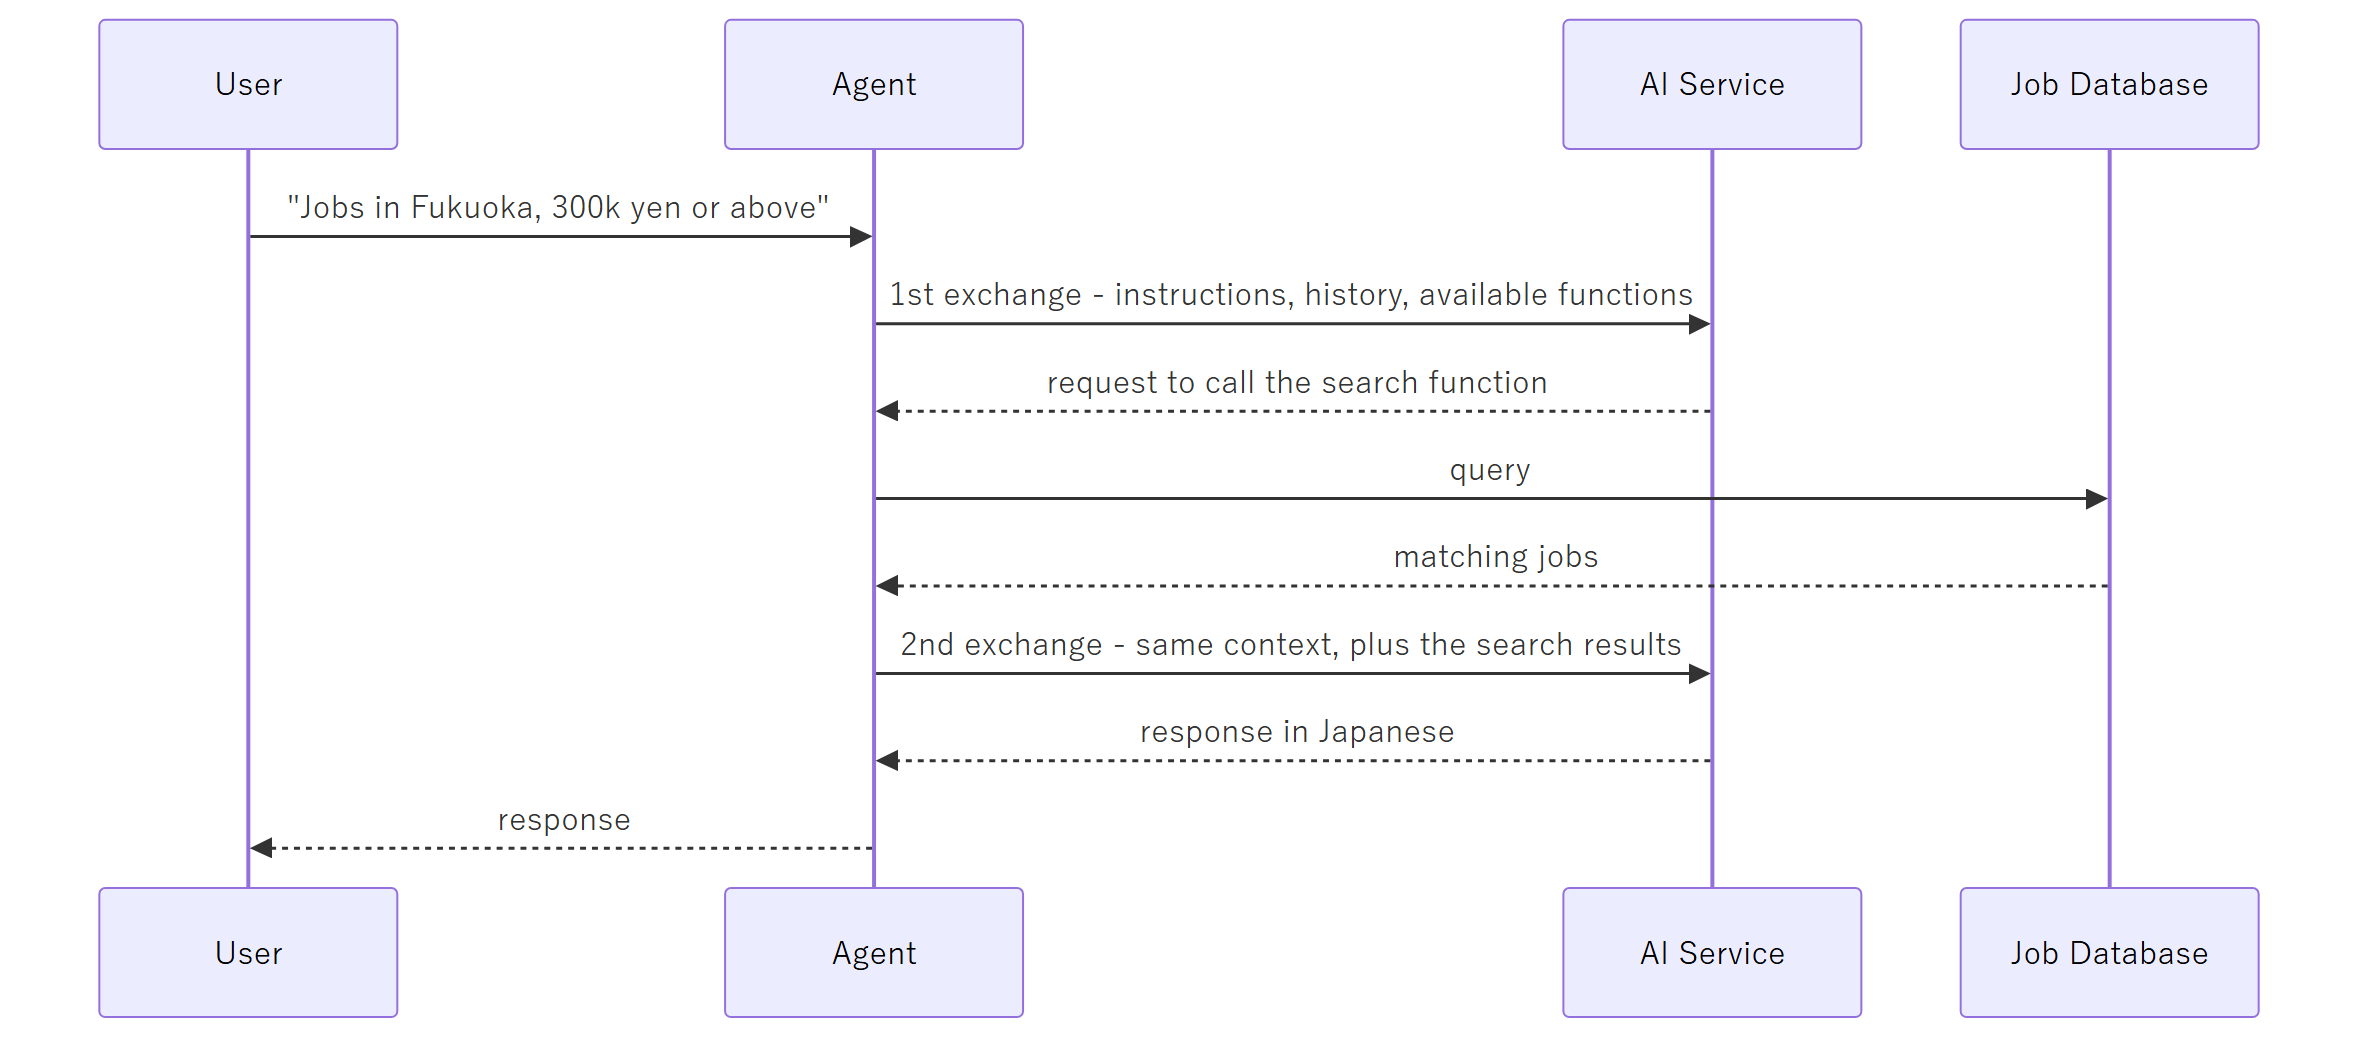 User
Agent
AI Service
Job Database
"Jobs in Fukuoka, 300k yen or above"
1st exchange - instructions, history, available functions
request to call the search function
query
matching jobs
2nd exchange - same context, plus the search results
response in Japanese
response
User
Agent
AI Service
Job Database